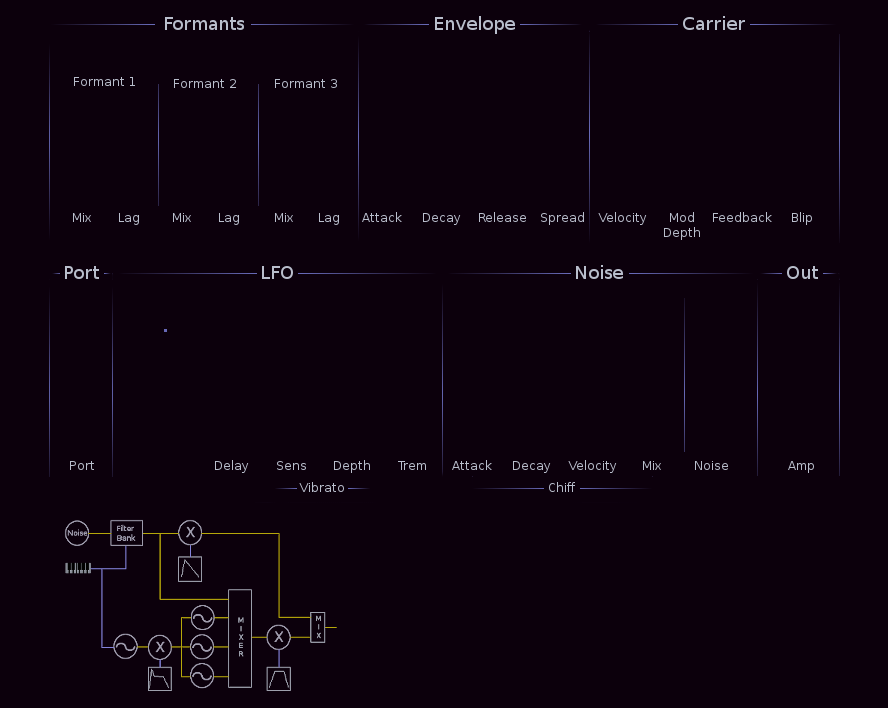 Formants Envelope Carrier
Formant 1 Formant 2 Formant 3
Mix Lag Mix Lag Mix Lag Attack Decay Release Spread Velocity Mod Depth Feedback Blip
Port LFO Noise Out
Port Delay Sens Depth Trem Attack Decay Velocity Mix Noise Amp
Vibrato Chiff
Noise Filter Bank X
MIXER
X X MIX